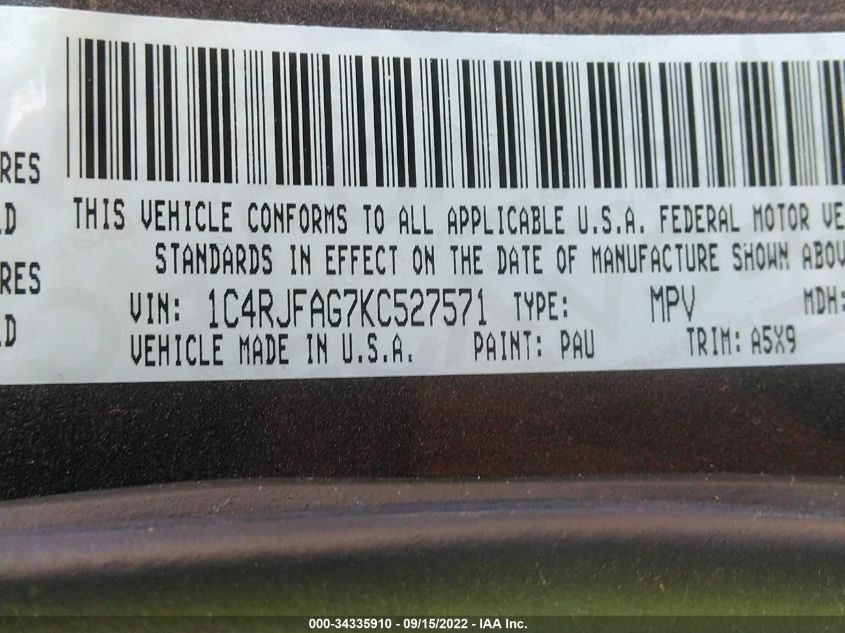 RES
LD
RES
LD
THIS VEHICLE CONFORMS TO ALL APPLICABLE U.S.A. FEDERAL MOTOR VE
STANDARDS IN EFFECT ON THE DATE OF MANUFACTURE SHOWN ABOV
VIN: 1C4RJFAG7KC527571 TYPE: MPV MDH:
VEHICLE MADE IN U.S.A. PAINT: PAU TRIM: A5X9
000-34335910 - 09/15/2022 - IAA Inc.